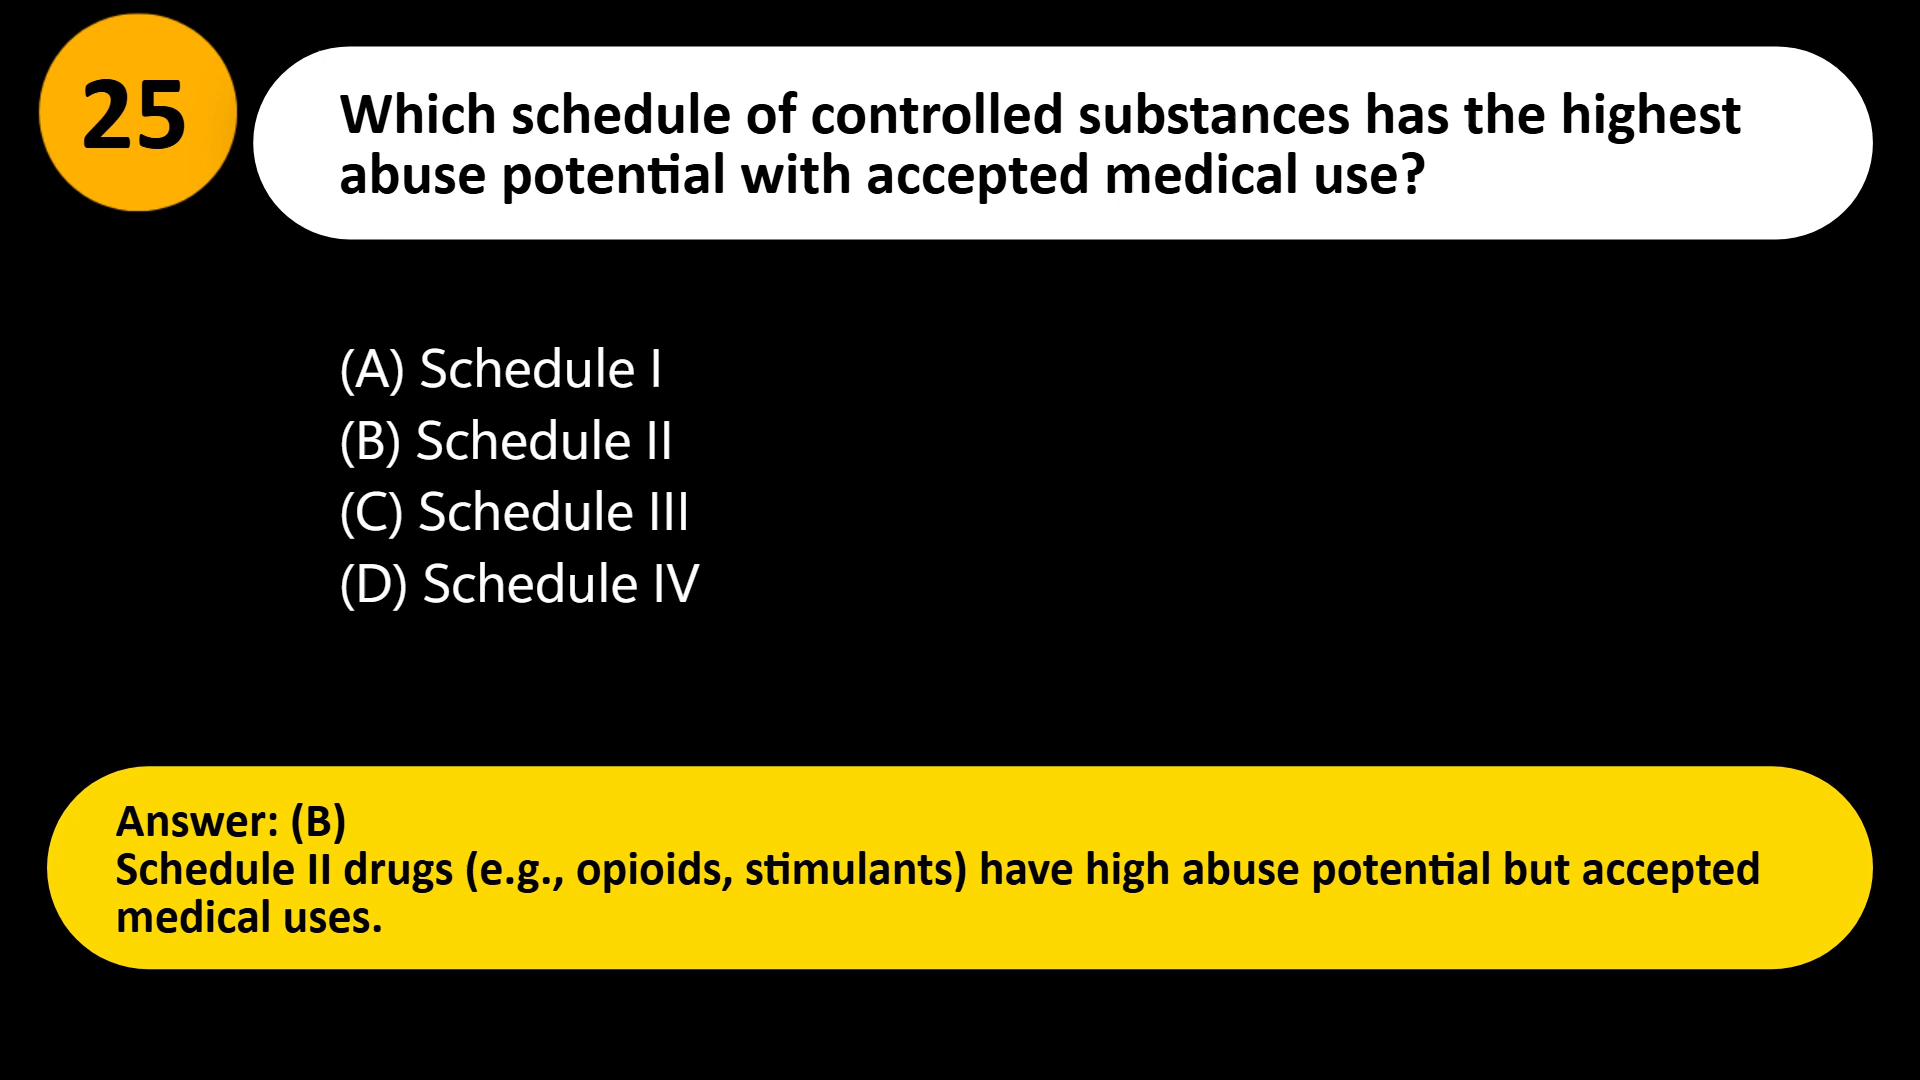 25
Which schedule of controlled substances has the highest
abuse potential with accepted medical use?
(A) Schedule I
(B) Schedule II
(C) Schedule III
(D) Schedule IV
Answer: (B)
Schedule II drugs (e.g., opioids, stimulants) have high abuse potential but accepted
medical uses.